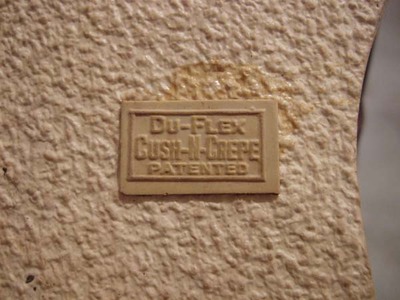 Du-Flex
Cush-N-Crepe
Patented